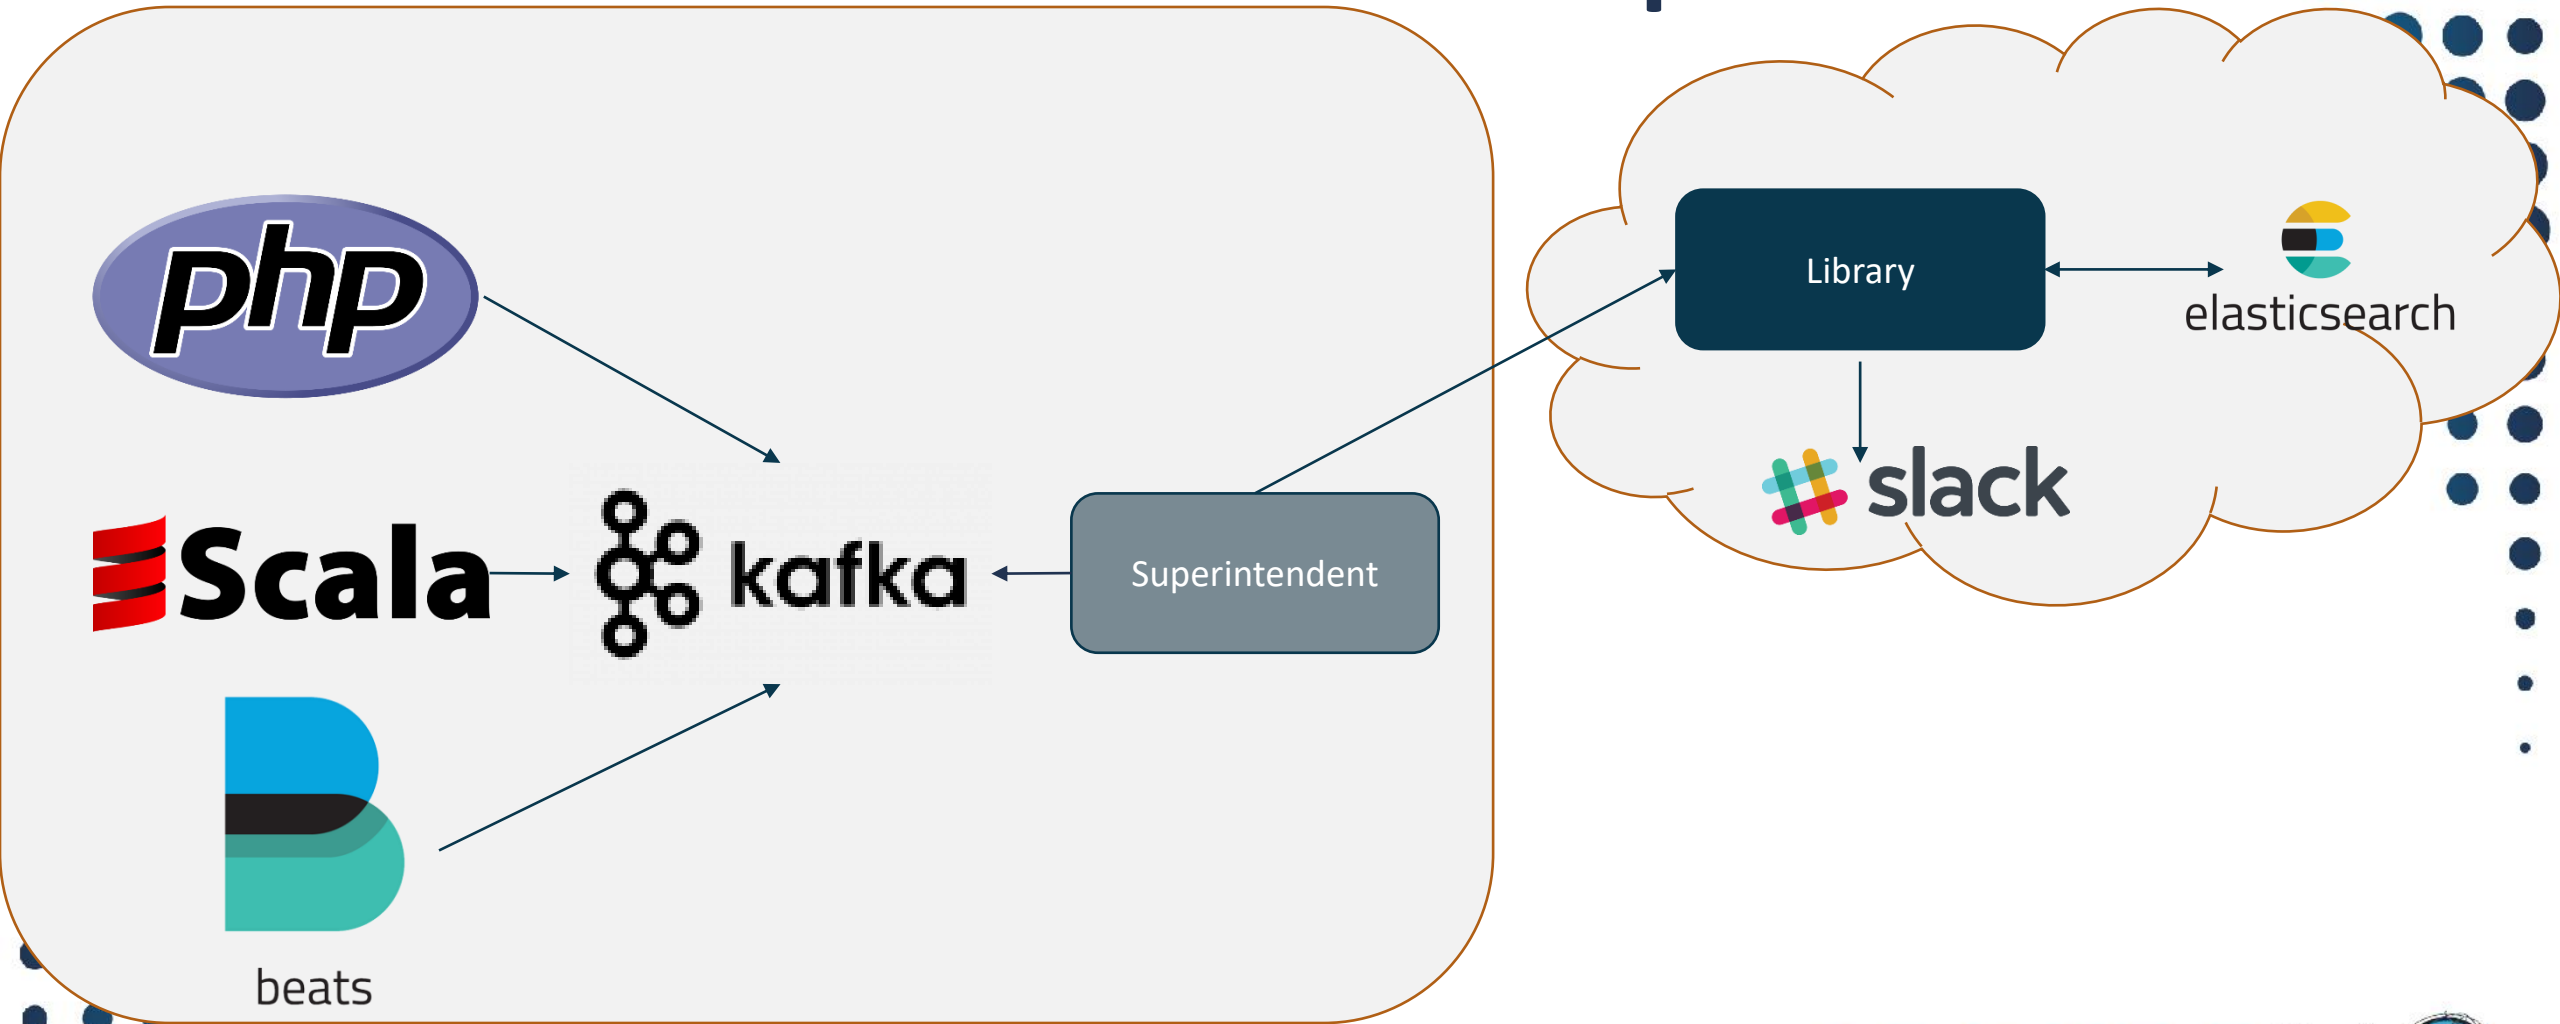 php
Scala
beats
kafka
Superintendent
Library
elasticsearch
slack